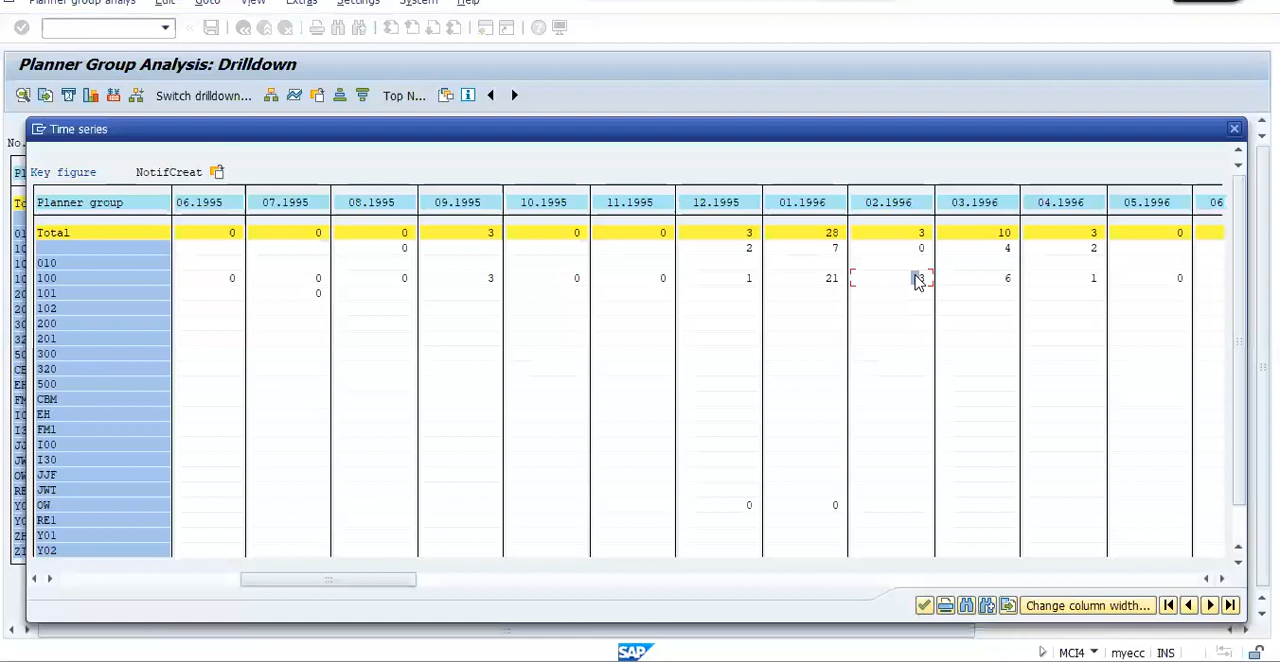 Planner group analysis Edit Goto View Extras Settings System Help
Planner Group Analysis: Drilldown
Switch drilldown... Top N...
No.
Time series
Key figure NotifCreat
Planner group 06.1995 07.1995 08.1995 09.1995 10.1995 11.1995 12.1995 01.1996 02.1996 03.1996 04.1996 05.1996 06
Total 0 0 0 3 0 0 3 28 3 10 3 0
0 2 7 0 4 2
010
100 0 0 0 3 0 0 1 21 3 6 1 0
101 0
102
200
201
300
320
500
CBM
EH
FM1
I00
I30
JJF
JWT
OW 0 0
RE1
Y01
Y02
Change column width...
SAP MCI4 myecc INS